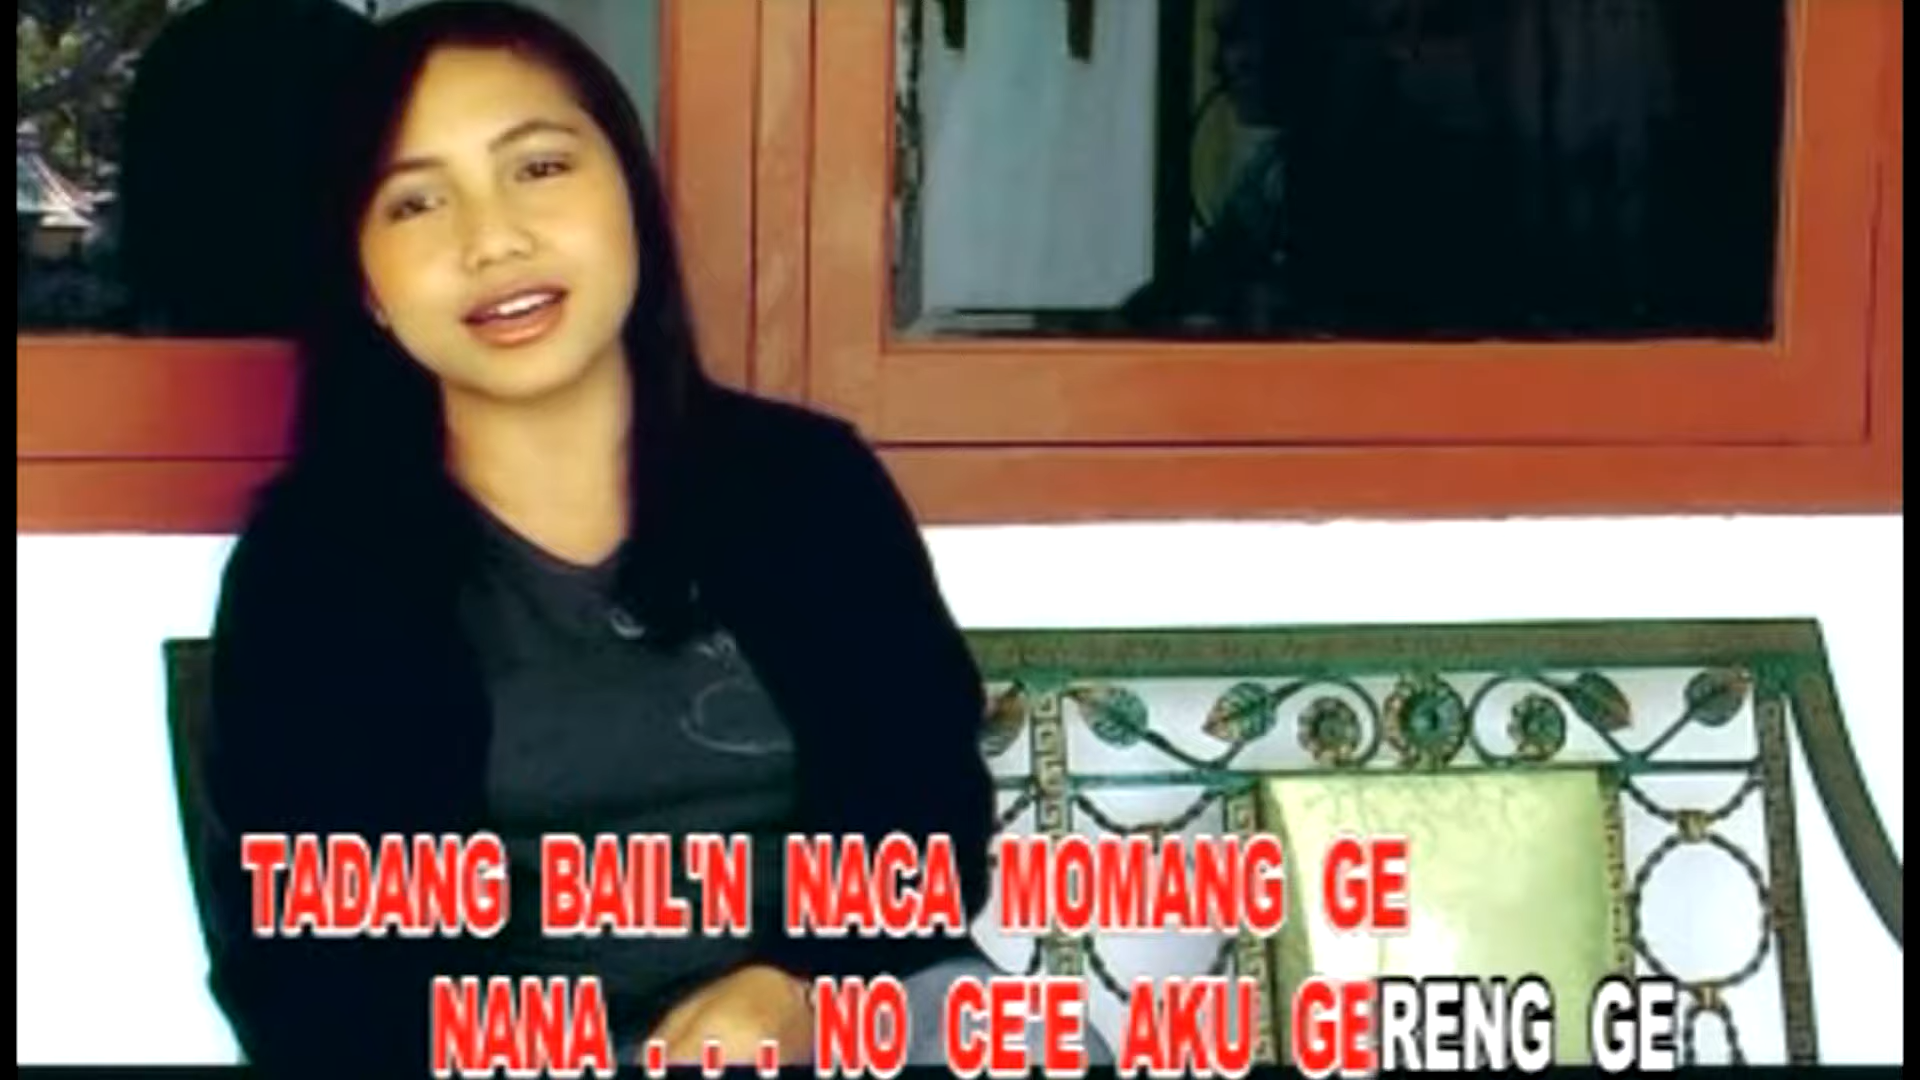 TADANG BAIL'N NACA MOMANG GE
NANA . . . NO CE'E AKU GERENG GE